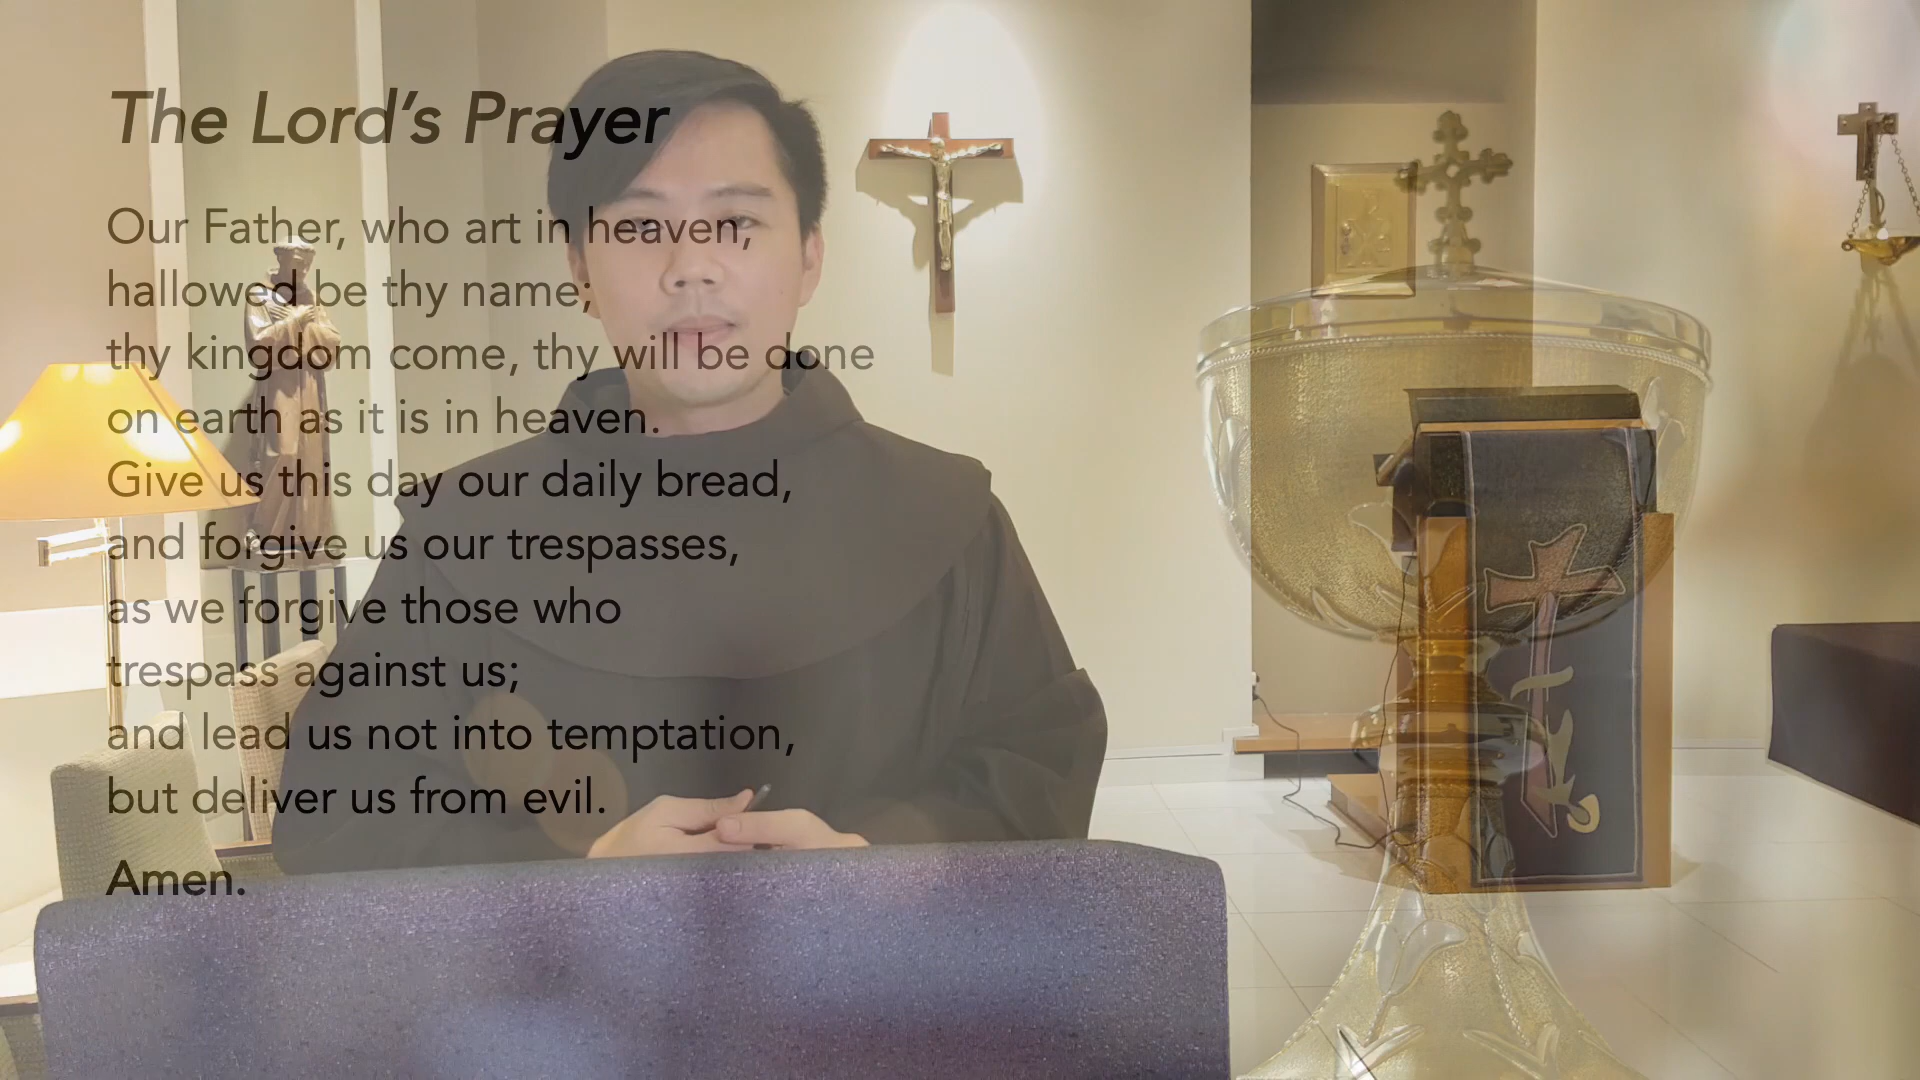 The Lord's Prayer
Our Father, who art in heaven,
hallowed be thy name;
thy kingdom come, thy will be done
on earth as it is in heaven.
Give us this day our daily bread,
and forgive us our trespasses,
as we forgive those who
trespass against us;
and lead us not into temptation,
but deliver us from evil.
Amen.